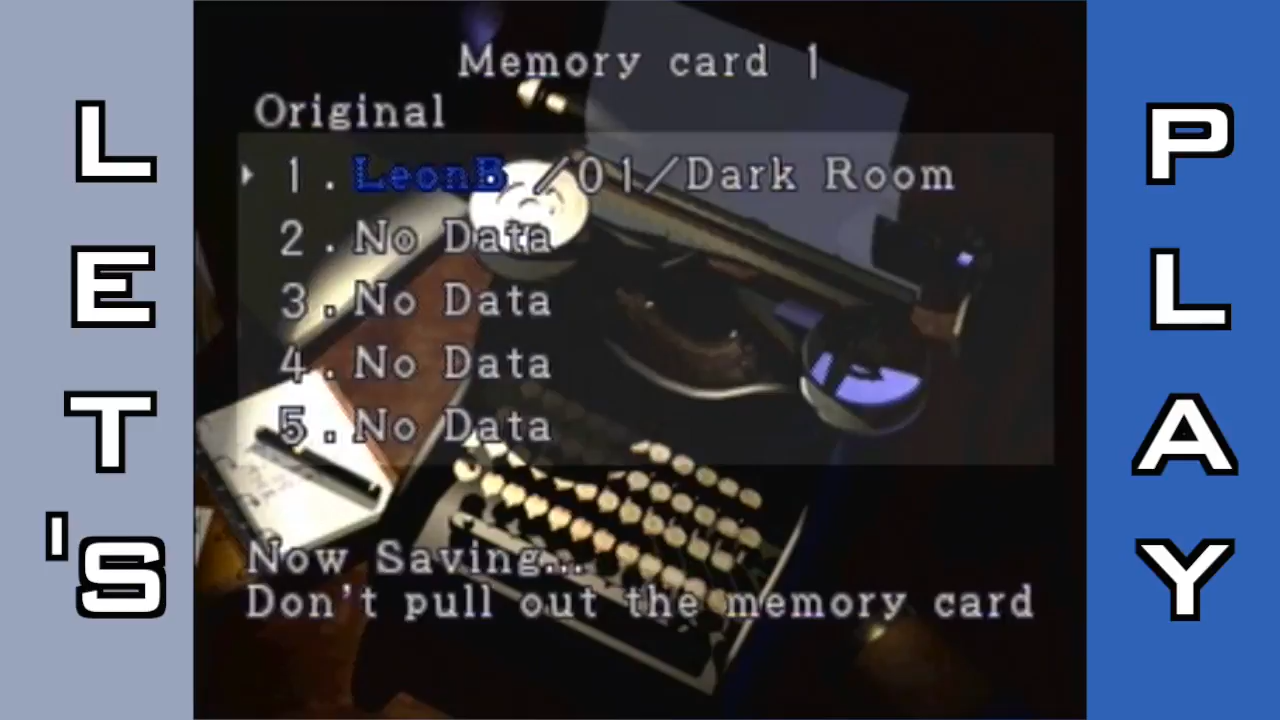 LET'S
Memory card 1
Original
1. LeonB /01/Dark Room
2. No Data
3. No Data
4. No Data
5. No Data
Now Saving...
Don't pull out the memory card
PLAY